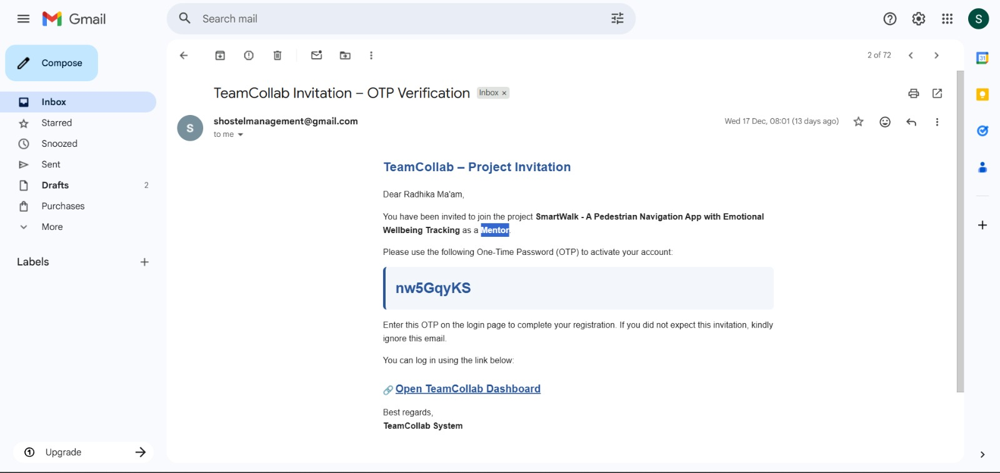 Gmail
Search mail
S
Compose
2 of 72
Inbox
Starred
Snoozed
Sent
Drafts 2
Purchases
More
Labels
Upgrade
TeamCollab Invitation – OTP Verification Inbox ×
S
shostelmanagement@gmail.com
to me
Wed 17 Dec, 08:01 (13 days ago)
31
TeamCollab – Project Invitation
Dear Radhika Ma'am,
You have been invited to join the project SmartWalk - A Pedestrian Navigation App with Emotional
Wellbeing Tracking as a Mentor.
Please use the following One-Time Password (OTP) to activate your account:
nw5GqyKS
Enter this OTP on the login page to complete your registration. If you did not expect this invitation, kindly
ignore this email.
You can log in using the link below:
Open TeamCollab Dashboard
Best regards,
TeamCollab System